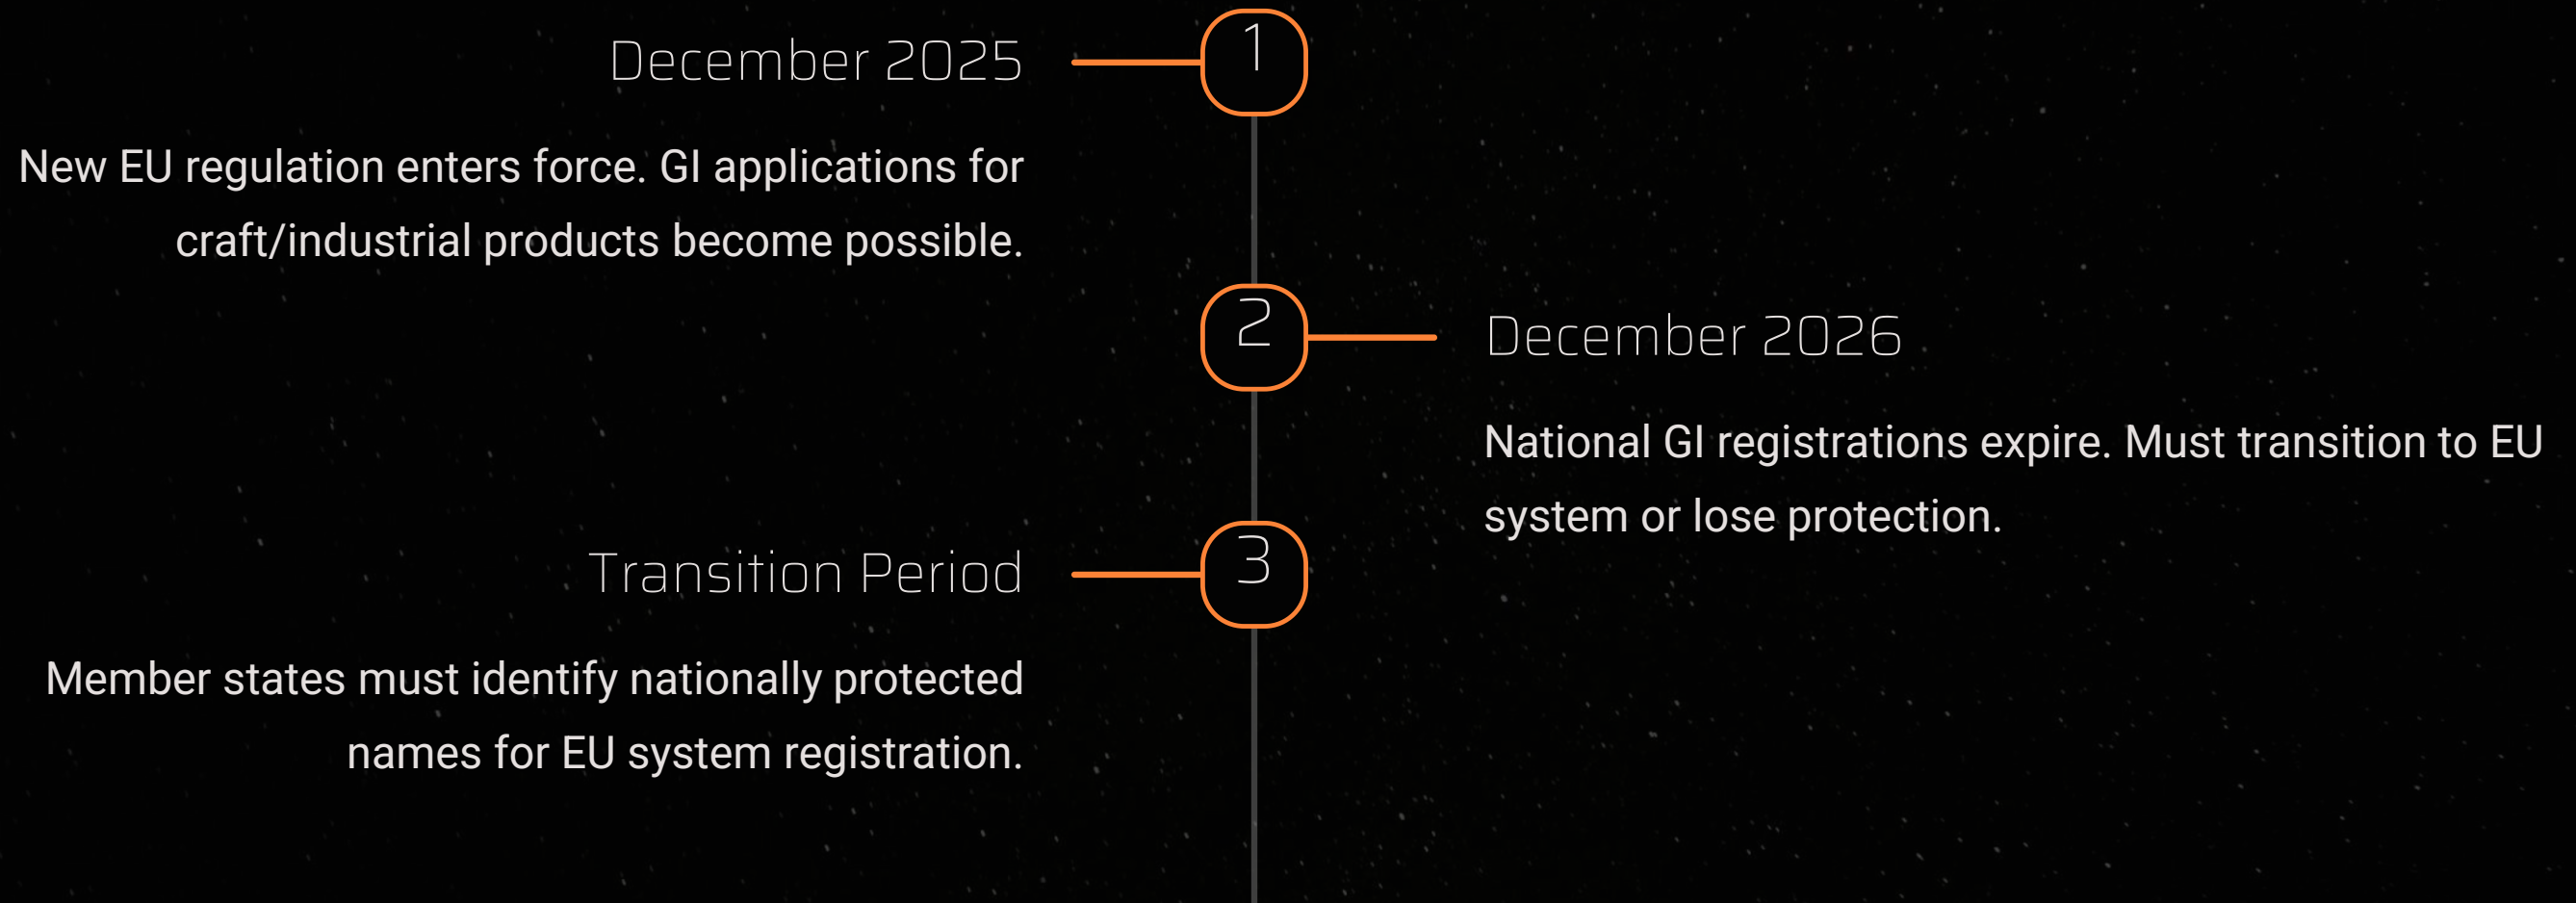 1
December 2025
New EU regulation enters force. GI applications for
craft/industrial products become possible.
2
December 2026
National GI registrations expire. Must transition to EU
system or lose protection.
3
Transition Period
Member states must identify nationally protected
names for EU system registration.